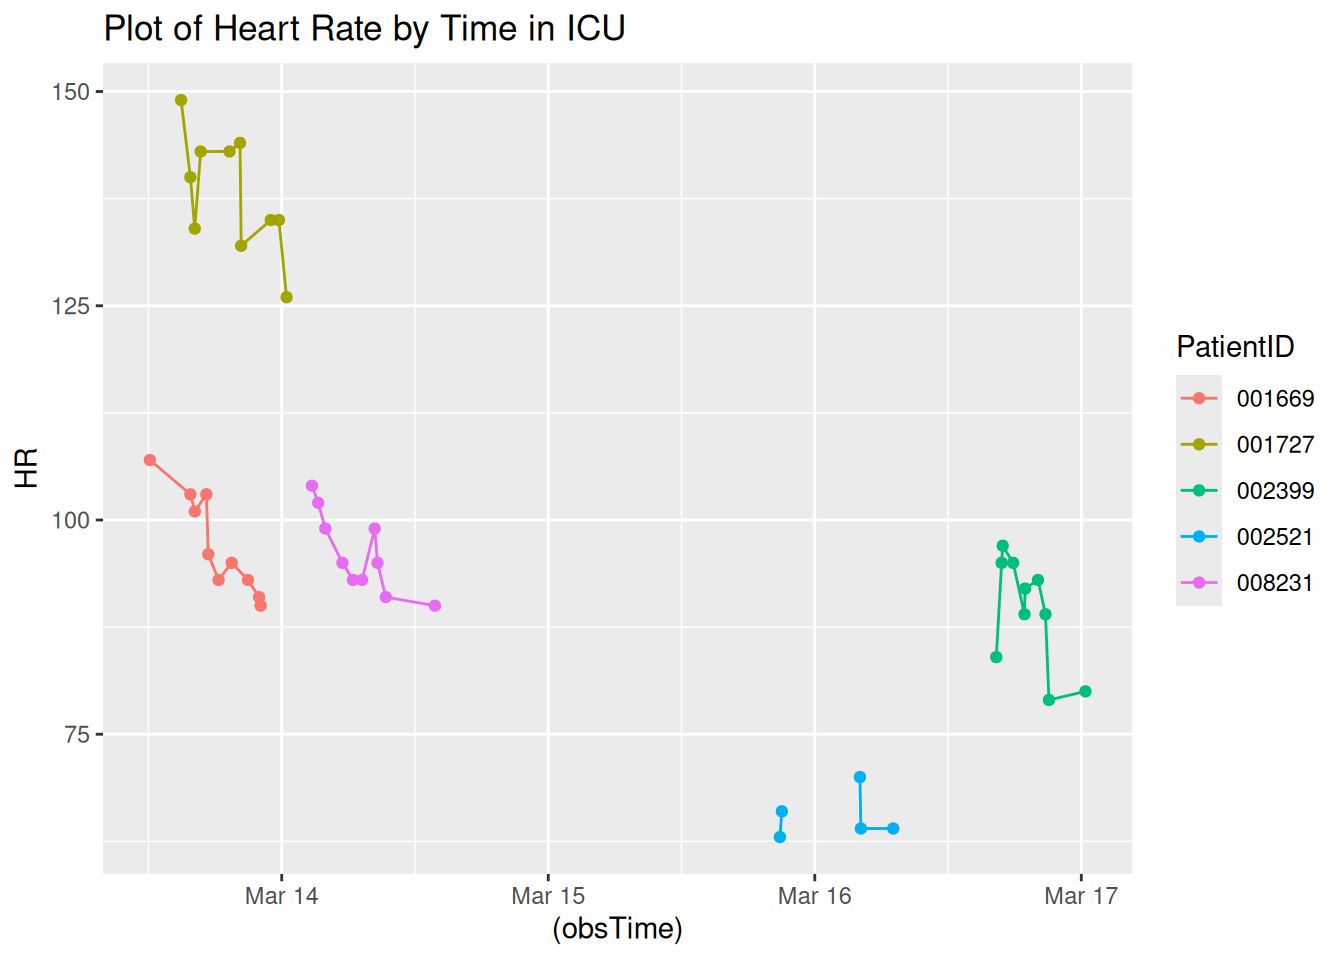 Plot of Heart Rate by Time in ICU
150
125
100
75
HR
Mar 14
Mar 15
Mar 16
Mar 17
(obsTime)
PatientID
001669
001727
002399
002521
008231